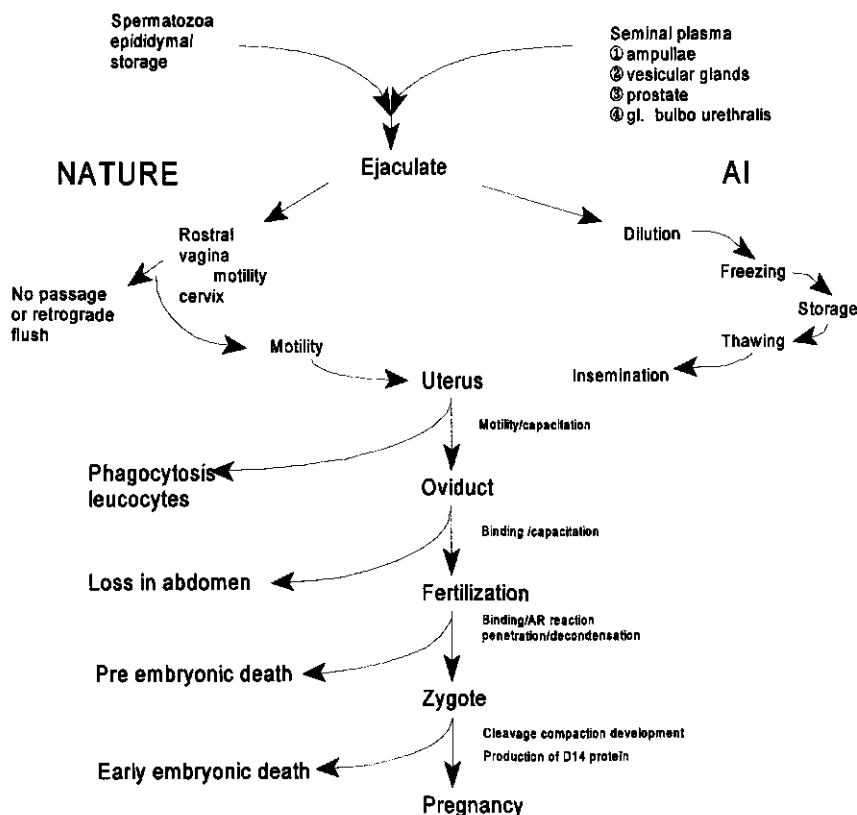 Spermatozoa
epididymal
storage
Seminal plasma
① ampullae
② vesicular glands
③ prostate
④ gl. bulbo urethralis
NATURE
Ejaculate
AI
Rostral
vagina
motility
cervix
No passage
or retrograde
flush
Motility
Dilution
Freezing
Storage
Thawing
Insemination
Uterus
Motility/capacitation
Phagocytosis
leucocytes
Oviduct
Binding /capacitation
Loss in abdomen
Fertilization
Binding/AR reaction
penetration/decondensation
Pre embryonic death
Zygote
Cleavage compaction development
Production of D14 protein
Early embryonic death
Pregnancy